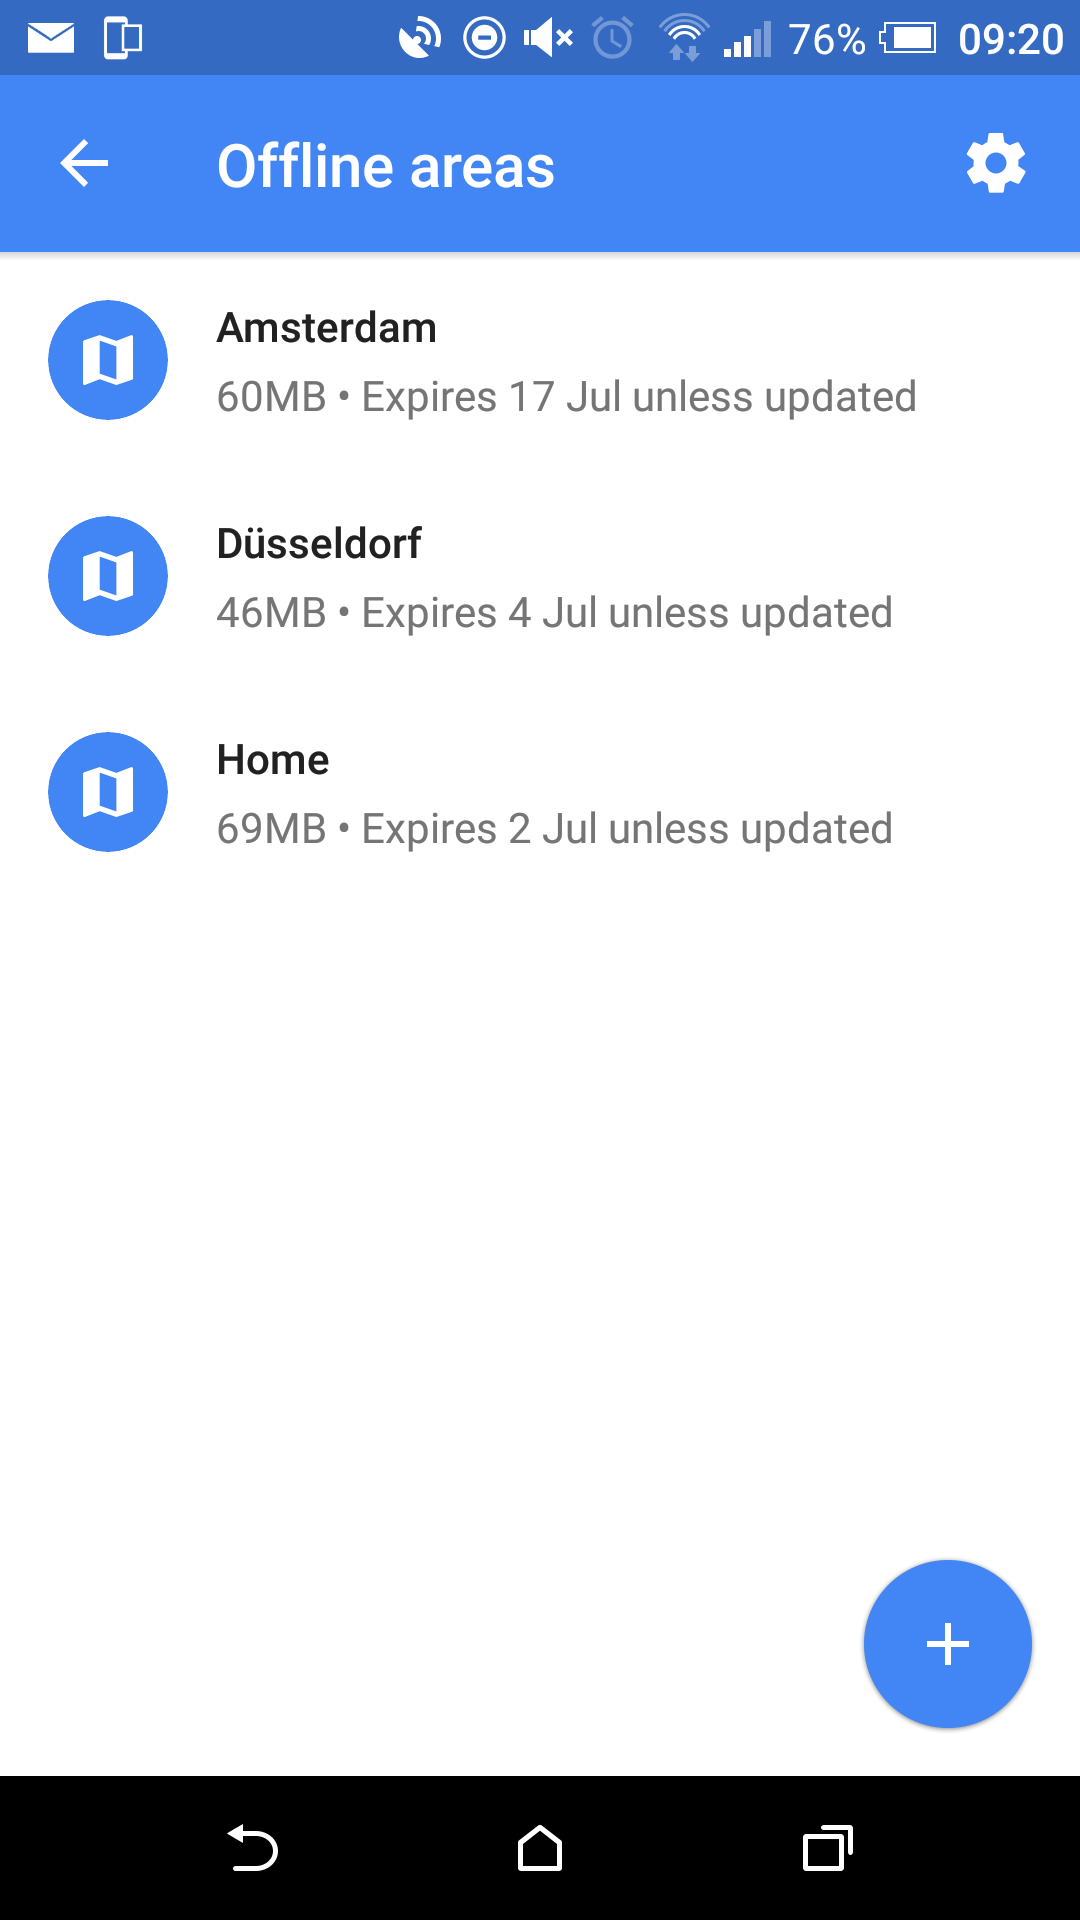 76% 09:20
Offline areas
Amsterdam
60MB • Expires 17 Jul unless updated
Düsseldorf
46MB • Expires 4 Jul unless updated
Home
69MB • Expires 2 Jul unless updated